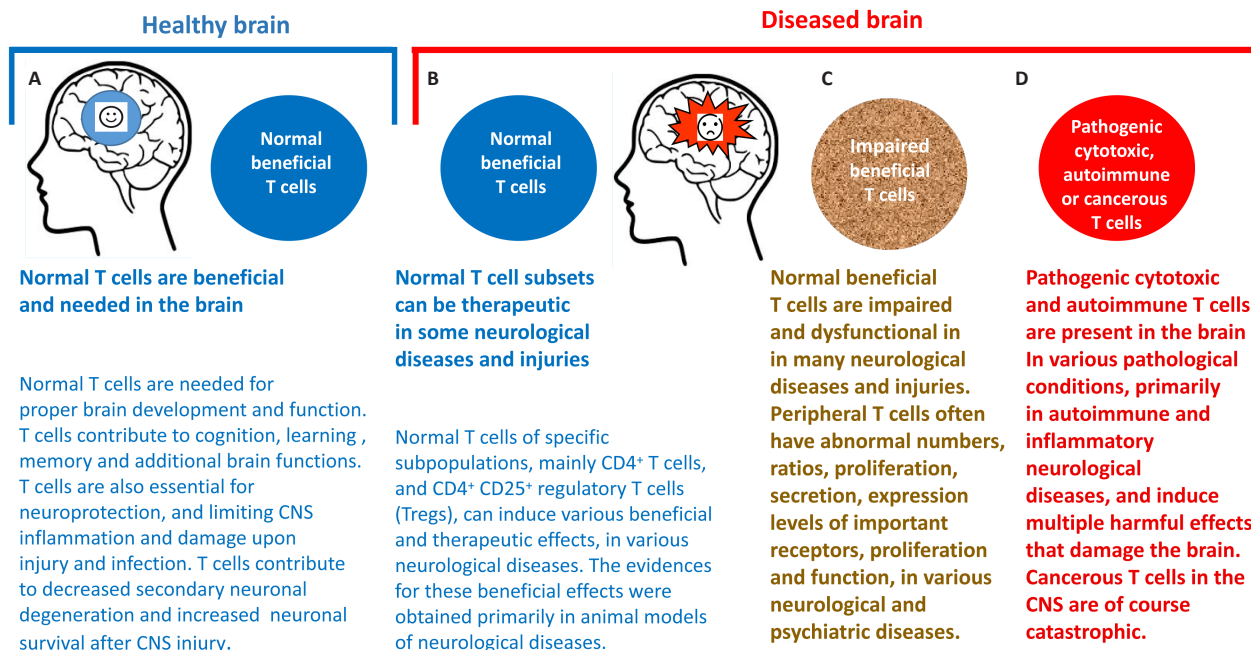 Healthy brain
Diseased brain
A
Normal
beneficial
T cells
Normal T cells are beneficial
and needed in the brain
Normal T cells are needed for
proper brain development and function.
T cells contribute to cognition, learning ,
memory and additional brain functions.
T cells are also essential for
neuroprotection, and limiting CNS
inflammation and damage upon
injury and infection. T cells contribute
to decreased secondary neuronal
degeneration and increased  neuronal
survival after CNS injury.
B
Normal
beneficial
T cells
Normal T cell subsets
can be therapeutic
in some neurological
diseases and injuries
Normal T cells of specific
subpopulations, mainly CD4⁺ T cells,
and CD4⁺ CD25⁺ regulatory T cells
(Tregs), can induce various beneficial
and therapeutic effects, in various
neurological diseases. The evidences
for these beneficial effects were
obtained primarily in animal models
of neurological diseases.
C
Impaired
beneficial
T cells
Normal beneficial
T cells are impaired
and dysfunctional in
in many neurological
diseases and injuries.
Peripheral T cells often
have abnormal numbers,
ratios, proliferation,
secretion, expression
levels of important
receptors, proliferation
and function, in various
neurological and
psychiatric diseases.
D
Pathogenic
cytotoxic,
autoimmune
or cancerous
T cells
Pathogenic cytotoxic
and autoimmune T cells
are present in the brain
In various pathological
conditions, primarily
in autoimmune and
inflammatory
neurological
diseases, and induce
multiple harmful effects
that damage the brain.
Cancerous T cells in the
CNS are of course
catastrophic.